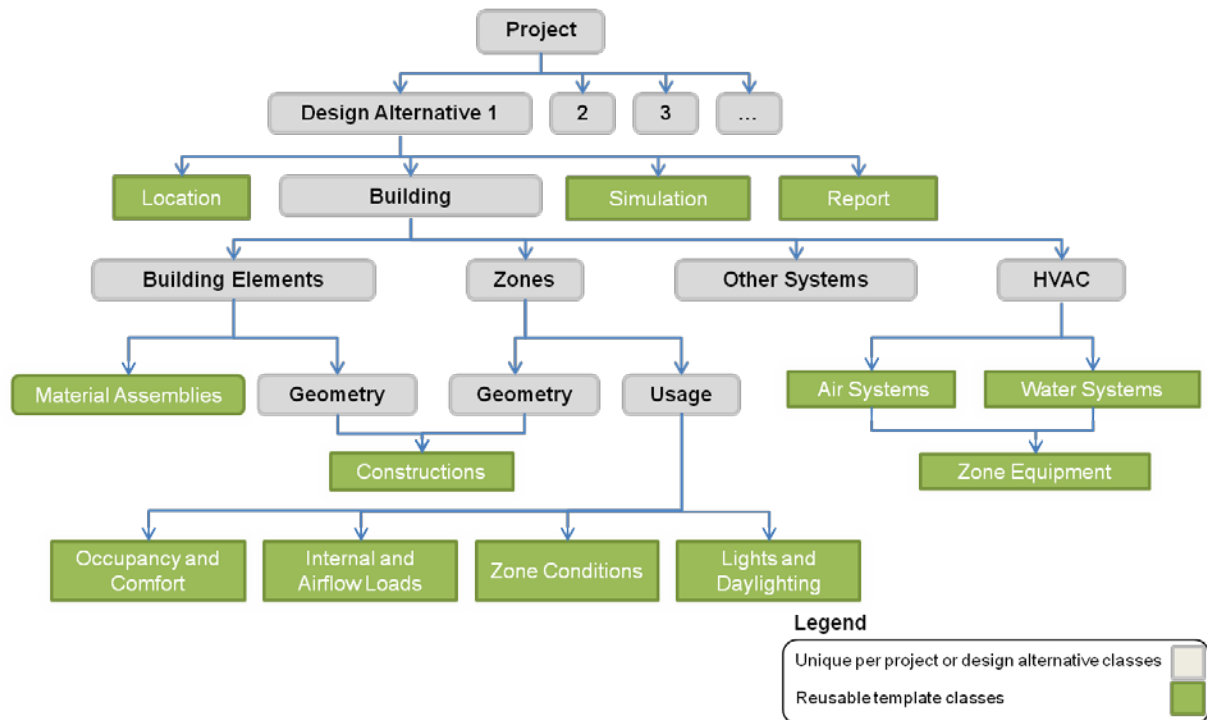 Project
Design Alternative 1
2
3
...
Location
Building
Simulation
Report
Building Elements
Zones
Other Systems
HVAC
Material Assemblies
Geometry
Geometry
Usage
Air Systems
Water Systems
Constructions
Zone Equipment
Occupancy and
Comfort
Internal and
Airflow Loads
Zone Conditions
Lights and
Daylighting
Legend
Unique per project or design alternative classes
Reusable template classes